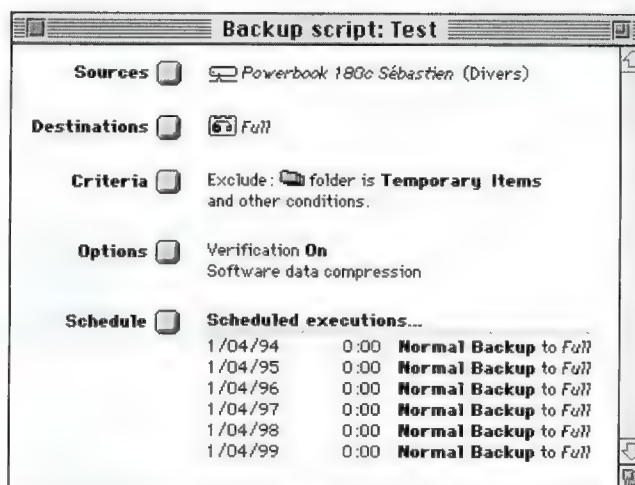 Backup script: Test
Sources Powerbook 180c Sébastien (Divers)
Destinations Full
Criteria Exclude: folder is Temporary Items
and other conditions.
Options Verification On
Software data compression
Schedule Scheduled executions...
1/04/94 0:00 Normal Backup to Full
1/04/95 0:00 Normal Backup to Full
1/04/96 0:00 Normal Backup to Full
1/04/97 0:00 Normal Backup to Full
1/04/98 0:00 Normal Backup to Full
1/04/99 0:00 Normal Backup to Full